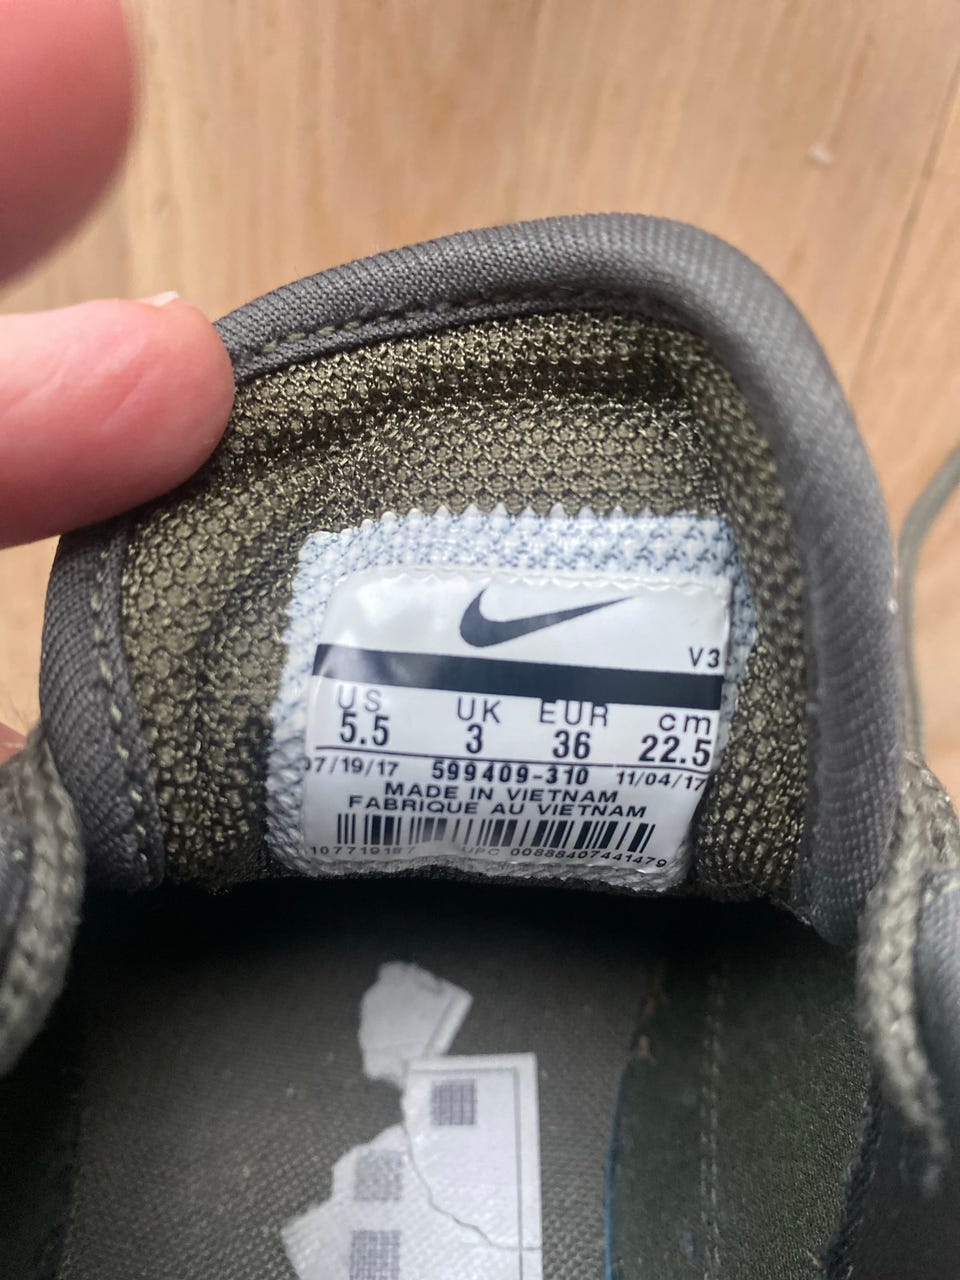 V3
US UK EUR cm
5.5 3 36 22.5
07/19/17 599409-310 11/04/17
MADE IN VIETNAM
FABRIQUE AU VIETNAM
UPC 00888407441479